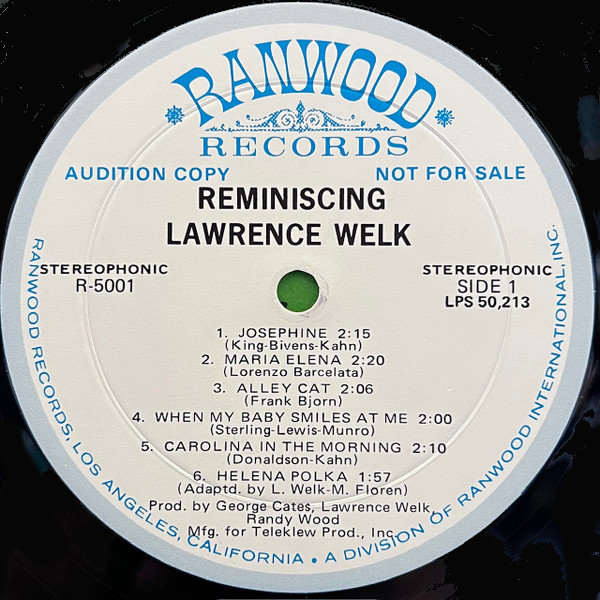 RANWOOD
RECORDS
AUDITION COPY NOT FOR SALE
REMINISCING
LAWRENCE WELK
STEREOPHONIC
R-5001
STEREOPHONIC
SIDE 1
LPS 50,213
1. JOSEPHINE 2:15
(King-Bivens-Kahn)
2. MARIA ELENA 2:20
(Lorenzo Barcelata)
3. ALLEY CAT 2:06
(Frank Bjorn)
4. WHEN MY BABY SMILES AT ME 2:00
(Sterling-Lewis-Munro)
5. CAROLINA IN THE MORNING 2:10
(Donaldson-Kahn)
6. HELENA POLKA 1:57
(Adaptd. by L. Welk-M. Floren)
Prod. by George Cates, Lawrence Welk,
Randy Wood
Mfg. for Teleklew Prod., Inc.
RANWOOD RECORDS, LOS ANGELES, CALIFORNIA • A DIVISION OF RANWOOD INTERNATIONAL, INC.